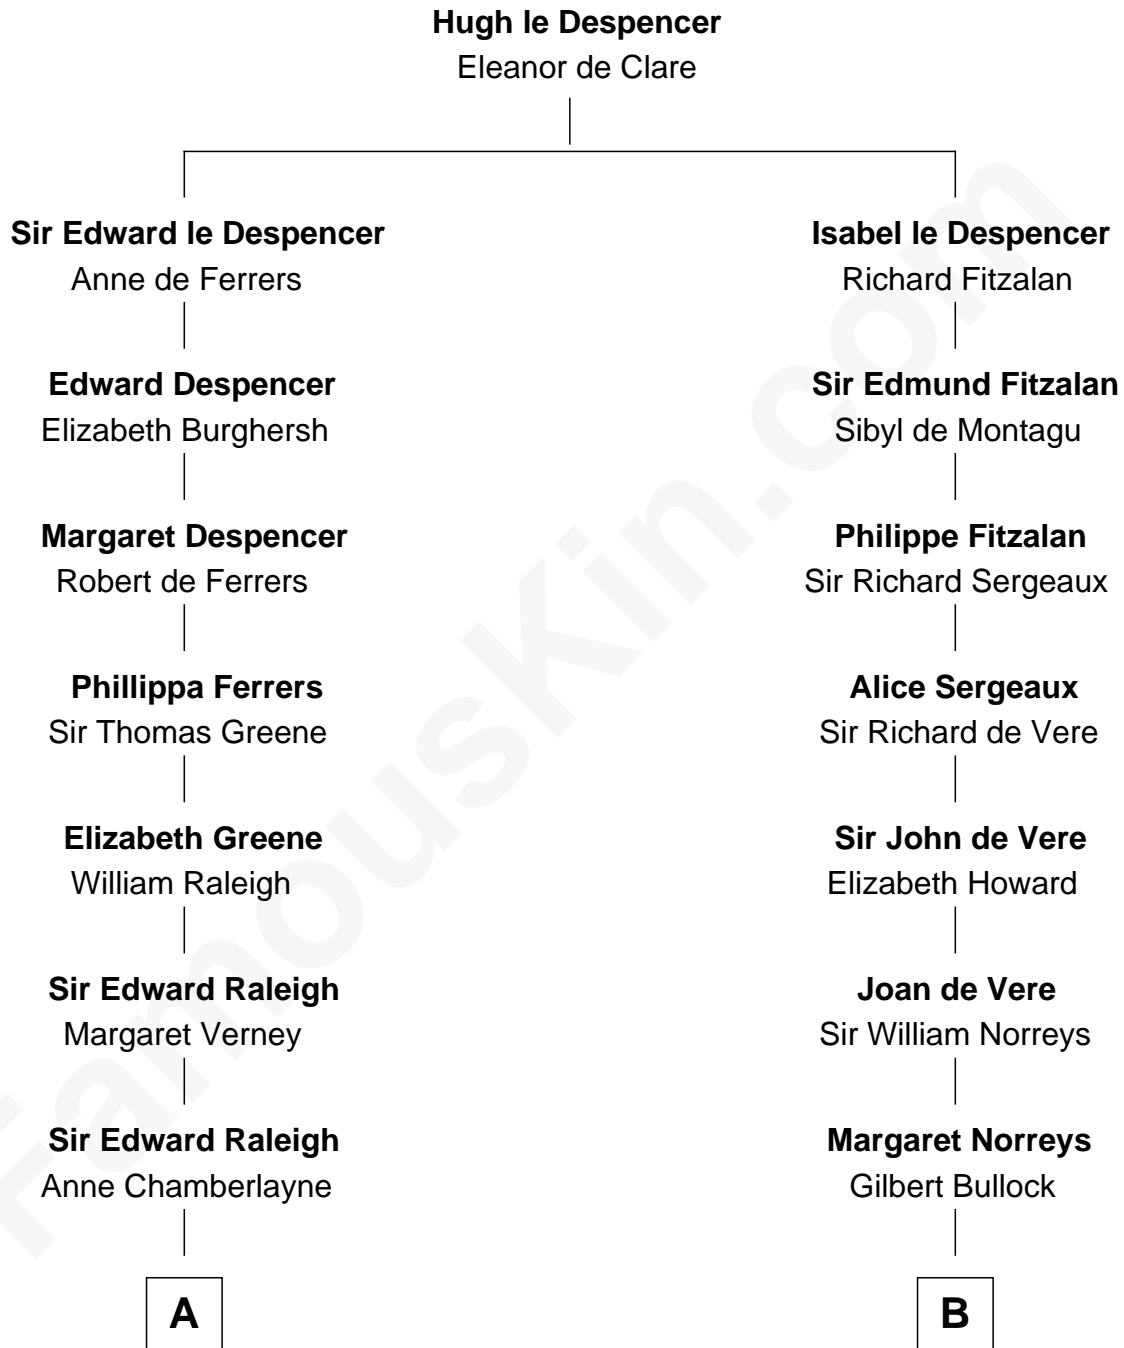 Hugh le Despencer
Eleanor de Clare
Sir Edward le Despencer
Anne de Ferrers
Isabel le Despencer
Richard Fitzalan
Edward Despencer
Elizabeth Burghersh
Sir Edmund Fitzalan
Sibyl de Montagu
Margaret Despencer
Robert de Ferrers
Philippe Fitzalan
Sir Richard Sergeaux
Phillippa Ferrers
Sir Thomas Greene
Alice Sergeaux
Sir Richard de Vere
Elizabeth Greene
William Raleigh
Sir John de Vere
Elizabeth Howard
Sir Edward Raleigh
Margaret Verney
Joan de Vere
Sir William Norreys
Sir Edward Raleigh
Anne Chamberlayne
Margaret Norreys
Gilbert Bullock
A
B
FamousKin.com